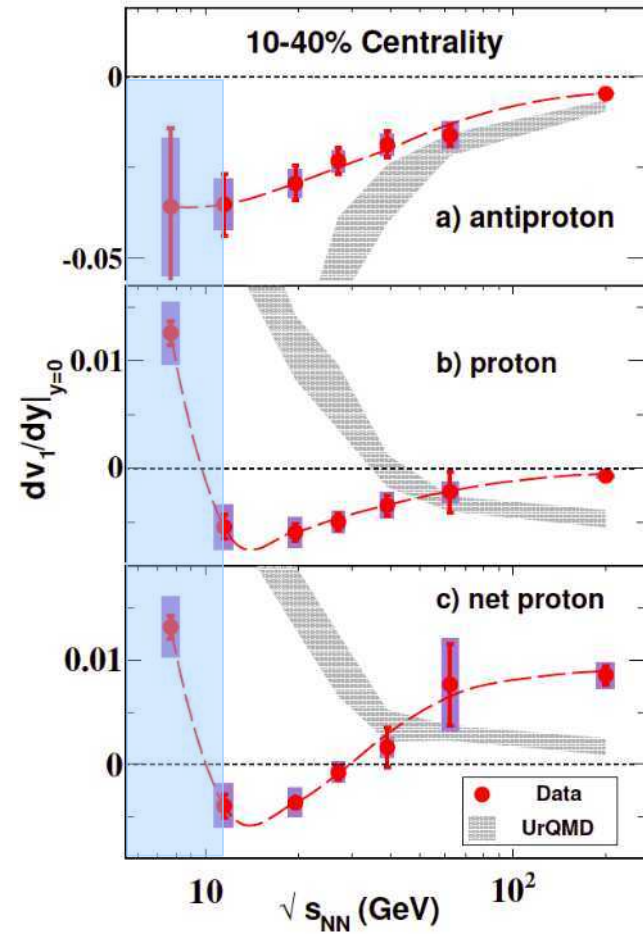 10-40% Centrality
0
a) antiproton
-0.05
0.01
b) proton
0
c) net proton
0.01
0
Data
UrQMD
10
10²
√ s_NN (GeV)
dv₁/dy|y=0